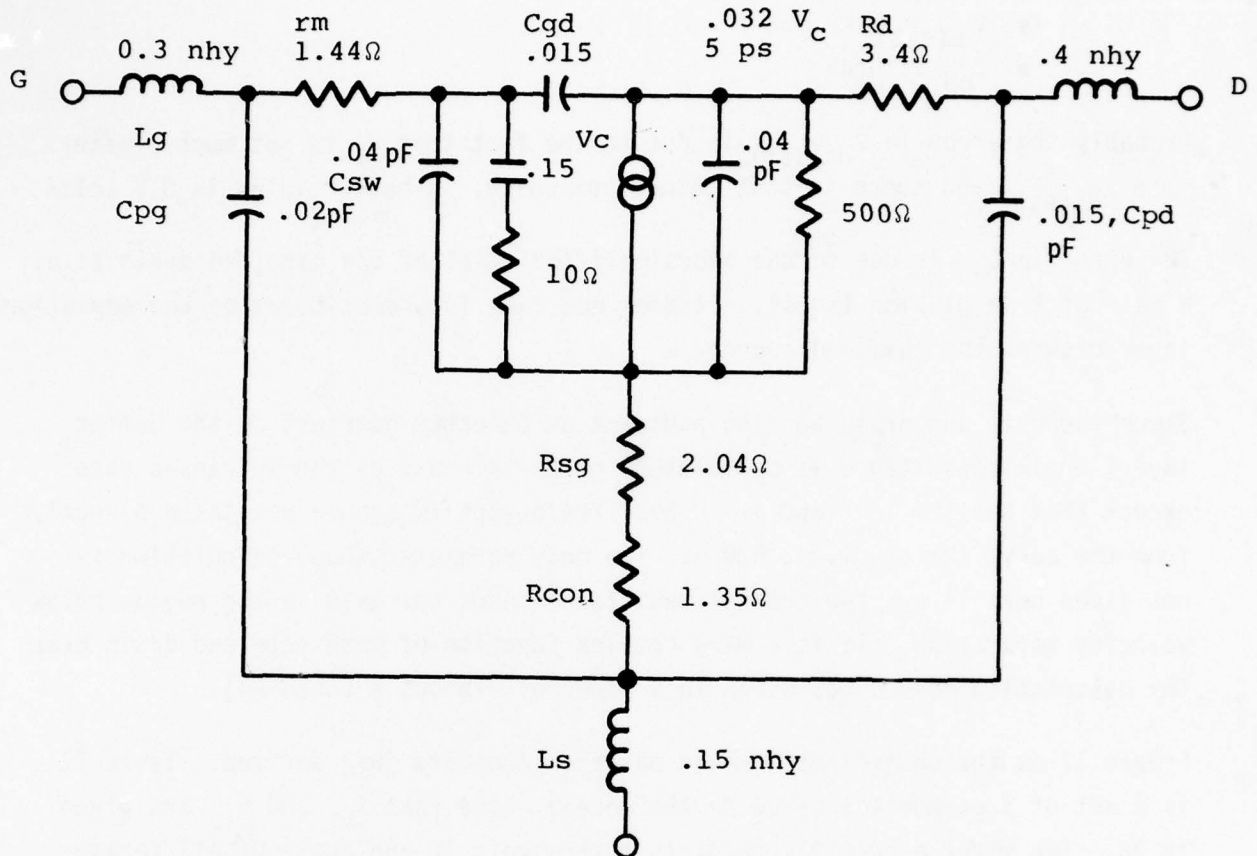 rm Cgd .032 Vc Rd
0.3 nhy 1.44Ω .015 5 ps 3.4Ω .4 nhy
G D
Lg Vc
.04pF .15 .04
Csw pF
Cpg .02pF 500Ω .015,Cpd
10Ω pF
Rsg 2.04Ω
Rcon 1.35Ω
Ls .15 nhy